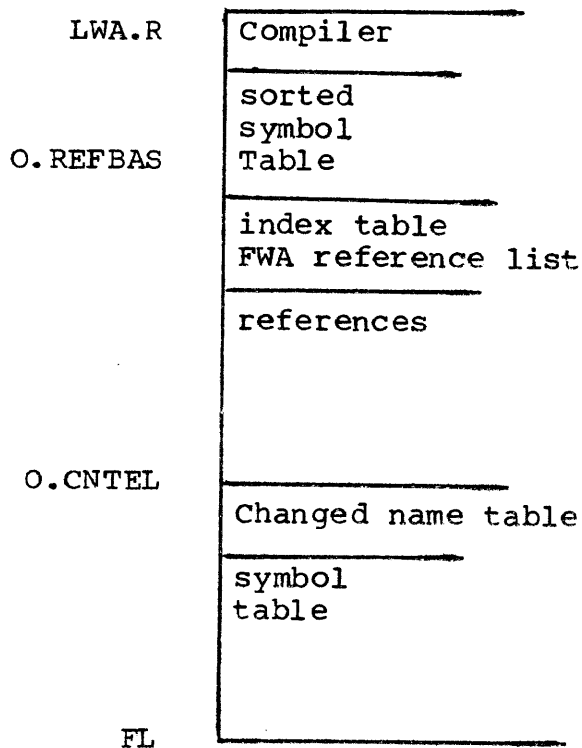 LWA.R Compiler
sorted
symbol
O.REFBAS Table
index table
FWA reference list
references
O.CNTEL
Changed name table
symbol
table
FL